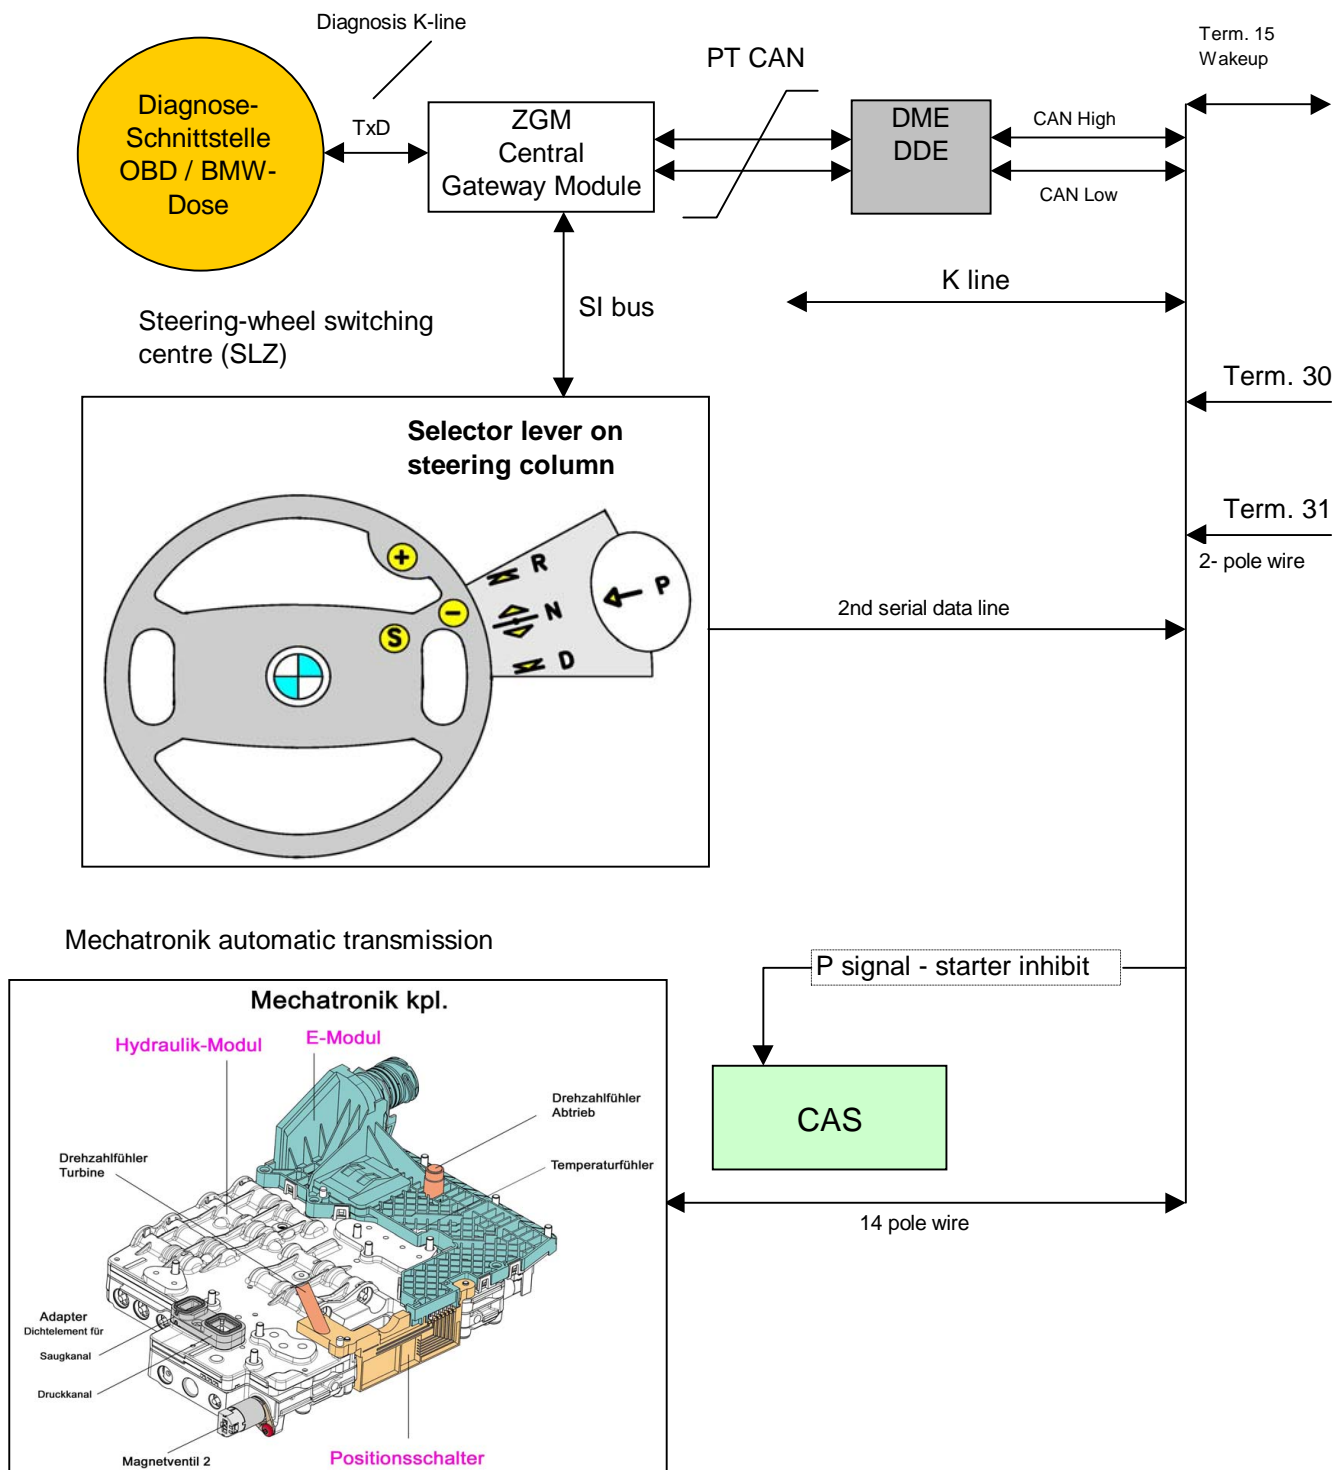 Diagnosis K-line
Term. 15
Wakeup
PT CAN
Diagnose-
Schnittstelle
OBD / BMW-
Dose
TxD
ZGM
Central
Gateway Module
DME
DDE
CAN High
CAN Low
K line
SI bus
Steering-wheel switching
centre (SLZ)
Term. 30
Selector lever on
steering column
Term. 31
2- pole wire
+
R
P
N
−
S
D
2nd serial data line
Mechatronik automatic transmission
P signal - starter inhibit
Mechatronik kpl.
E-Modul
Hydraulik-Modul
Drehzahlfühler
Abtrieb
CAS
Drehzahlfühler
Turbine
Temperaturfühler
14 pole wire
Adapter
Dichtelement für
Saugkanal
Druckkanal
Magnetventil 2
Positionsschalter